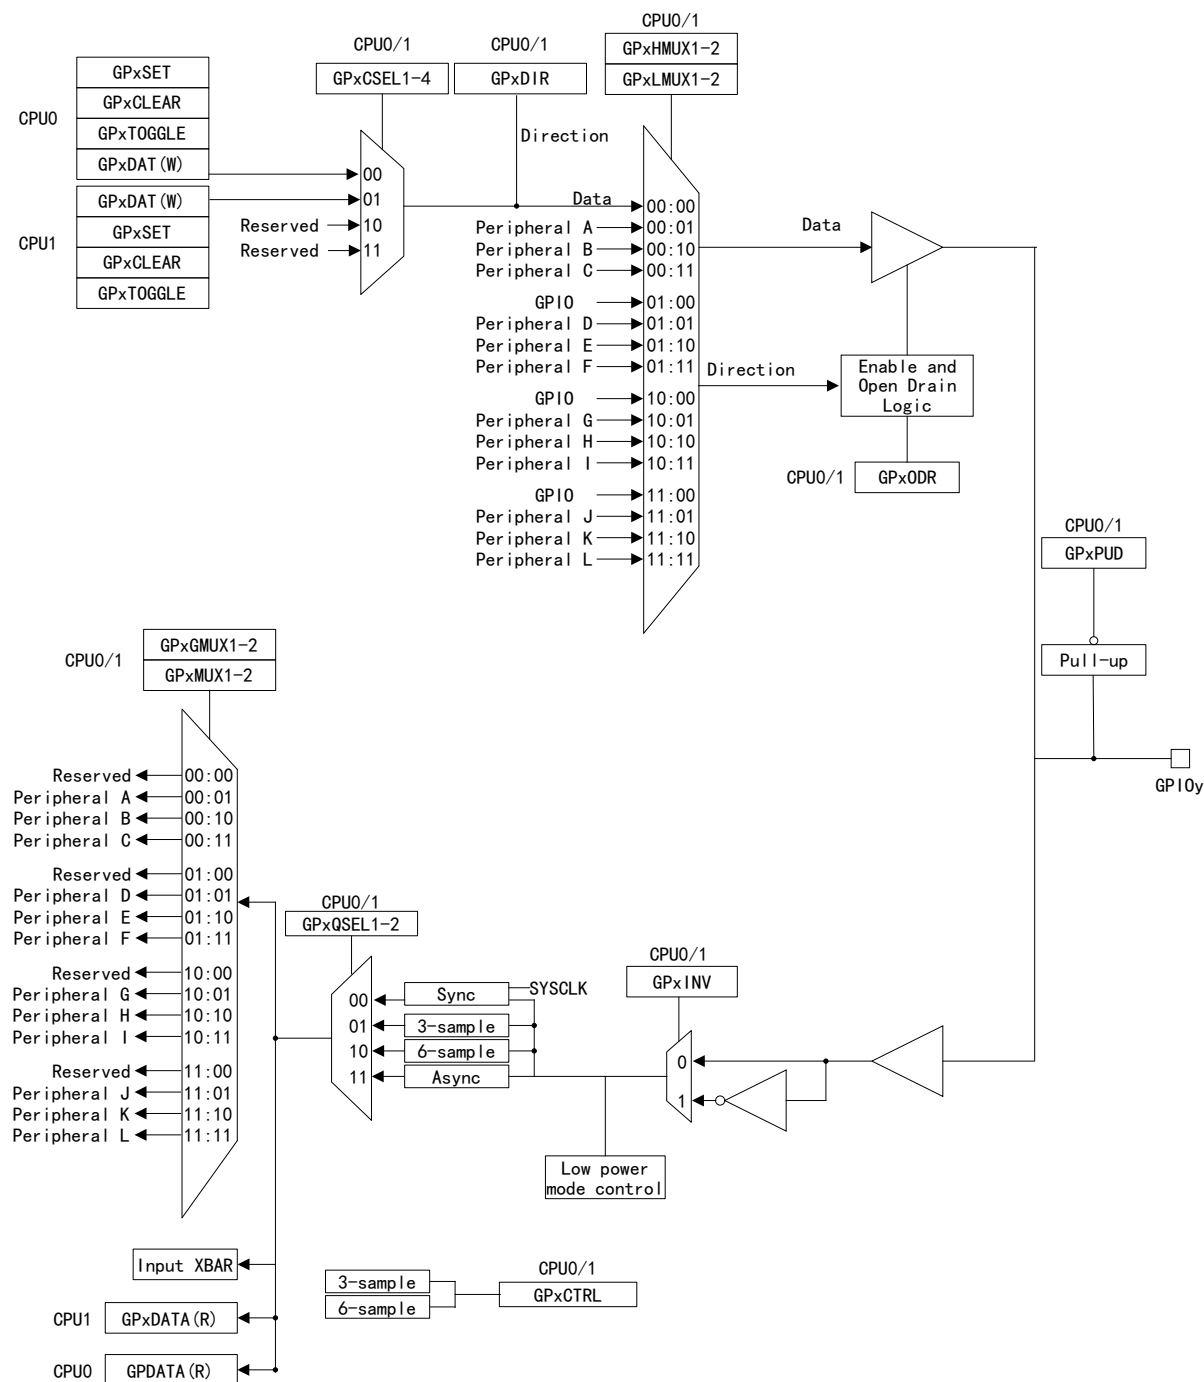 CPU0/1
GPxHMUX1-2
GPxLMUX1-2
CPU0/1
GPxCSEL1-4
CPU0/1
GPxDIR
Direction
CPU0
GPxSET
GPxCLEAR
GPxTOGGLE
GPxDAT(W)
CPU1
GPxDAT(W)
GPxSET
GPxCLEAR
GPxTOGGLE
00
01
Reserved 10
Reserved 11
Data 00:00
Peripheral A 00:01
Peripheral B 00:10
Peripheral C 00:11
GPIO 01:00
Peripheral D 01:01
Peripheral E 01:10
Peripheral F 01:11
GPIO 10:00
Peripheral G 10:01
Peripheral H 10:10
Peripheral I 10:11
GPIO 11:00
Peripheral J 11:01
Peripheral K 11:10
Peripheral L 11:11
Data
Direction
Enable and
Open Drain
Logic
CPU0/1 GPxODR
CPU0/1
GPxPUD
Pull-up
GPIOy
CPU0/1
GPxGMUX1-2
GPxMUX1-2
Reserved 00:00
Peripheral A 00:01
Peripheral B 00:10
Peripheral C 00:11
Reserved 01:00
Peripheral D 01:01
Peripheral E 01:10
Peripheral F 01:11
Reserved 10:00
Peripheral G 10:01
Peripheral H 10:10
Peripheral I 10:11
Reserved 11:00
Peripheral J 11:01
Peripheral K 11:10
Peripheral L 11:11
CPU0/1
GPxQSEL1-2
00 Sync SYSCLK
01 3-sample
10 6-sample
11 Async
CPU0/1
GPxINV
0
1
Low power
mode control
Input XBAR
CPU1 GPxDATA(R)
CPU0 GPDATA(R)
3-sample
6-sample
CPU0/1
GPxCTRL